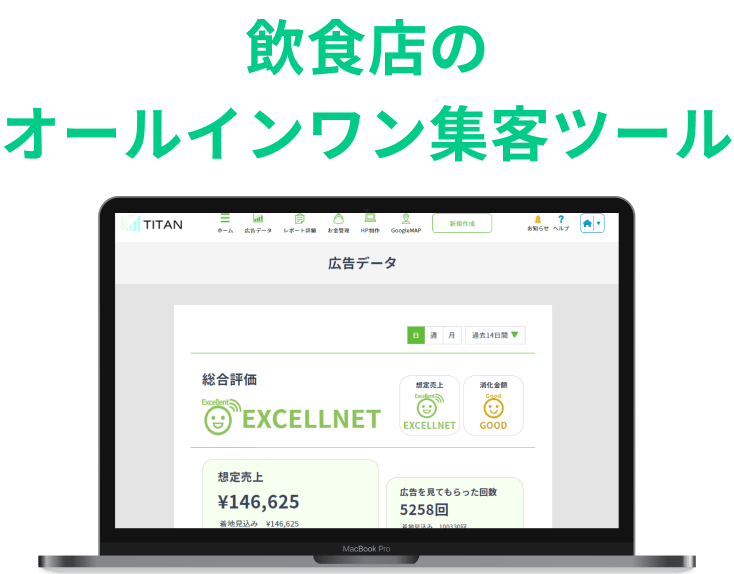 飲食店の
オールインワン集客ツール
TITAN
ホーム 広告データ レポート詳細 お金管理 HP制作 GoogleMAP 新規作成 お知らせ ヘルプ
広告データ
日 週 月 過去14日間
総合評価
Excellent
EXCELLNET
想定売上
Excellent
EXCELLNET
消化金額
Good
GOOD
想定売上
¥146,625
着地見込み ¥146,625
広告を見てもらった回数
5258回
着地見込み 100330回
MacBook Pro